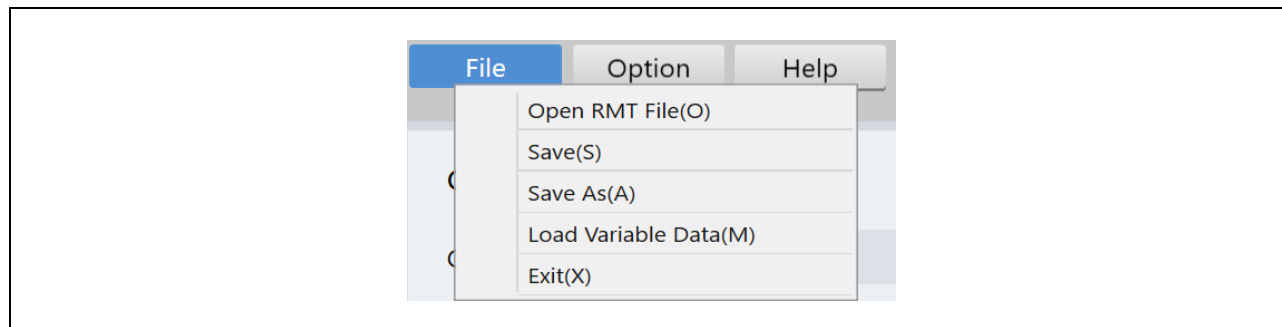 File Option Help
Open RMT File(O)
Save(S)
Save As(A)
Load Variable Data(M)
Exit(X)